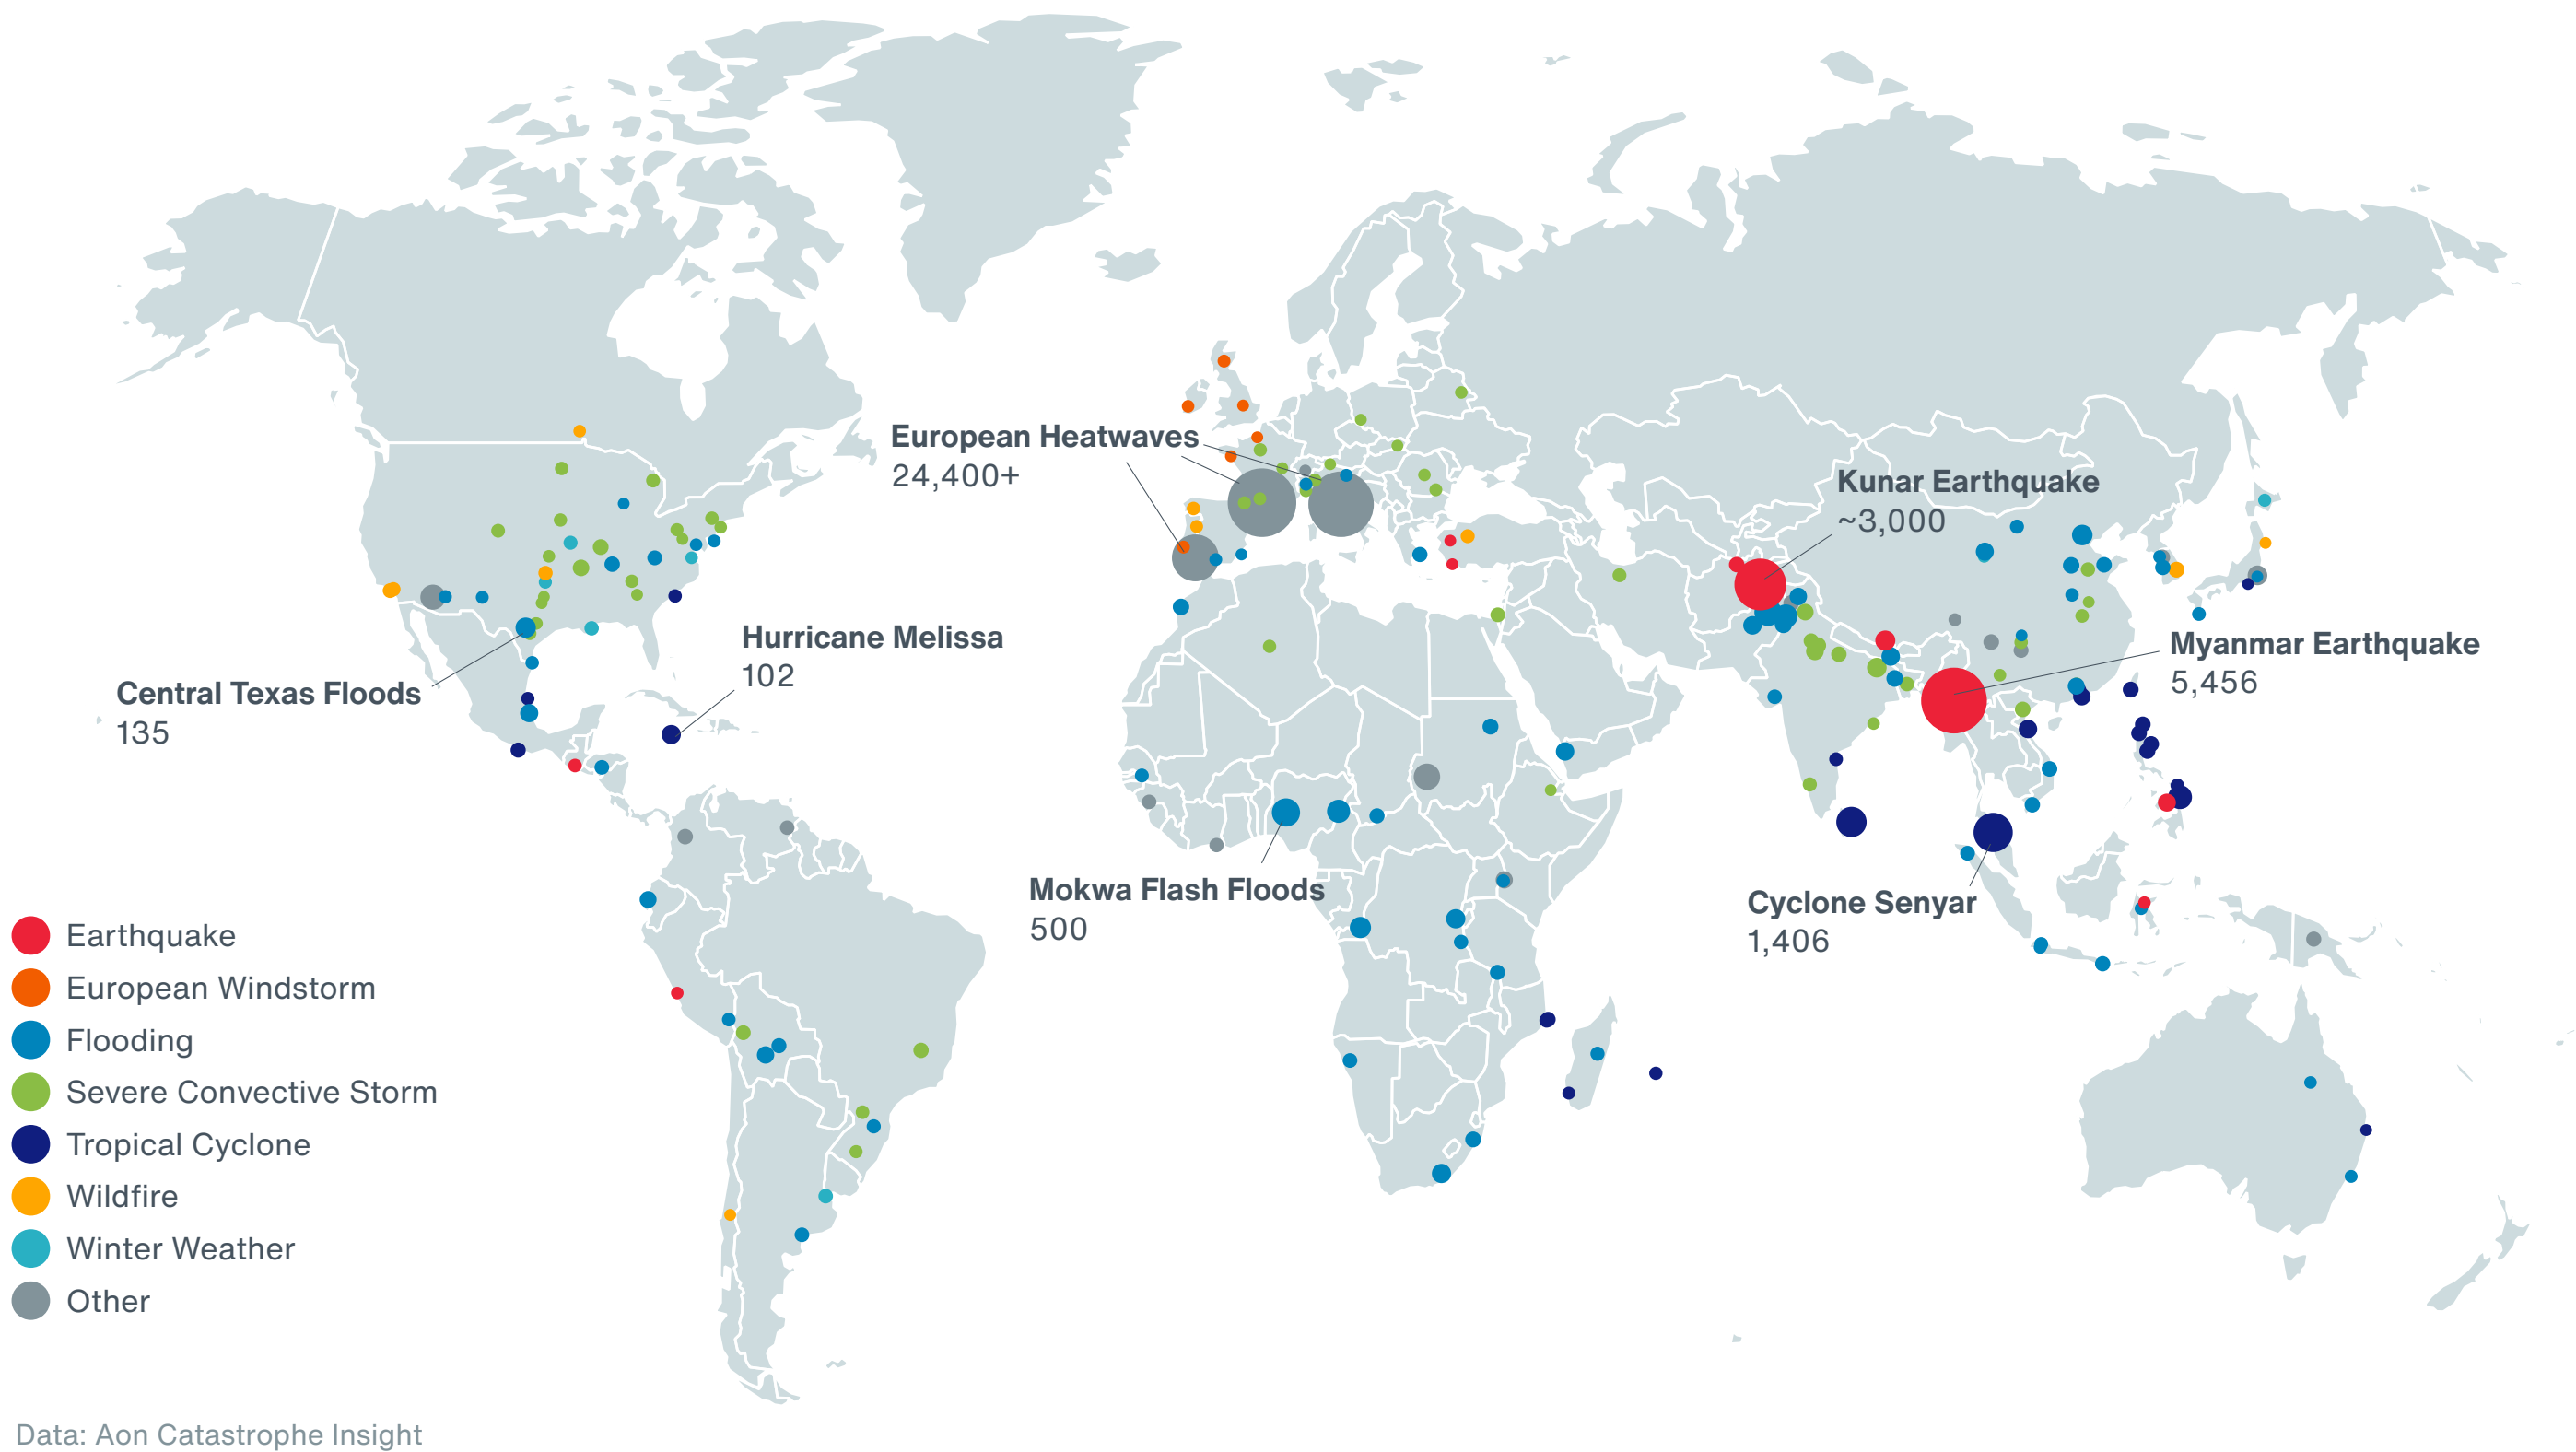 European Heatwaves
24,400+
Kunar Earthquake
~3,000
Hurricane Melissa
102
Central Texas Floods
135
Myanmar Earthquake
5,456
Mokwa Flash Floods
500
Cyclone Senyar
1,406
Earthquake
European Windstorm
Flooding
Severe Convective Storm
Tropical Cyclone
Wildfire
Winter Weather
Other
Data: Aon Catastrophe Insight